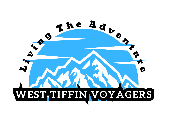 Living The Adventure
WEST TIFFIN VOYAGERS